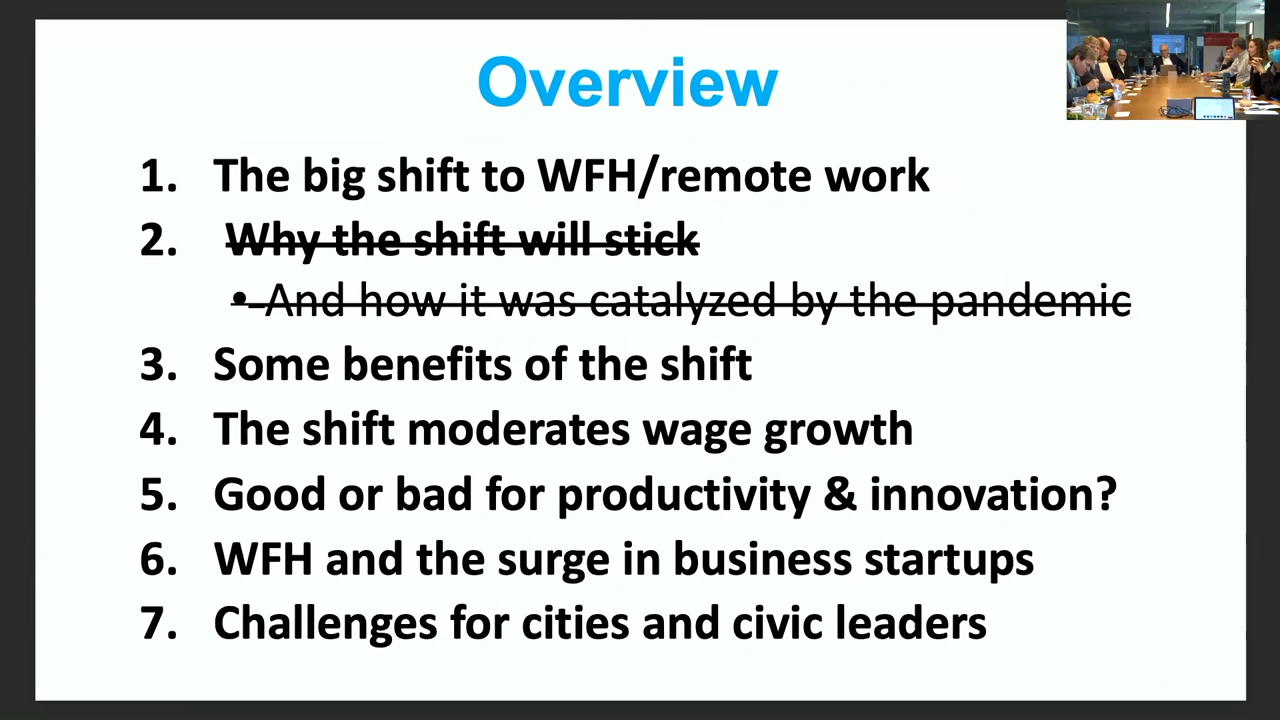 Overview
1. The big shift to WFH/remote work
2. Why the shift will stick
• And how it was catalyzed by the pandemic
3. Some benefits of the shift
4. The shift moderates wage growth
5. Good or bad for productivity & innovation?
6. WFH and the surge in business startups
7. Challenges for cities and civic leaders